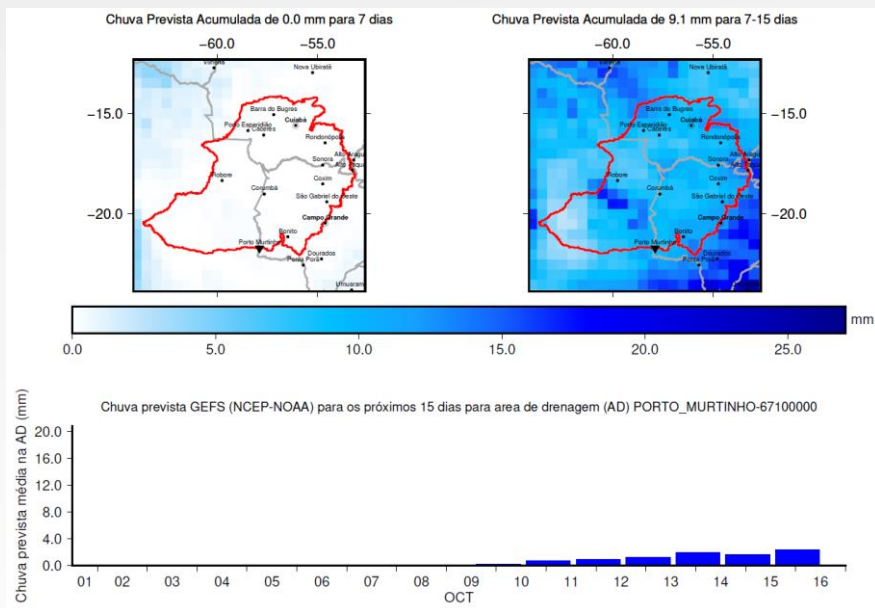 Chuva Prevista Acumulada de 0.0 mm para 7 dias
−60.0 −55.0
Nova Ubiratã
−15.0
Barra do Bugres
Porto Esperidião
Cuiabá
Cáceres
Rondonópolis
Sonora
Coxim
Robore
Corumbá
São Gabriel do Oeste
−20.0
Campo Grande
Bonito
Porto Murtinho
Dourados
Ponta Porã
Umuarama
Chuva Prevista Acumulada de 9.1 mm para 7-15 dias
−60.0 −55.0
Nova Ubiratã
−15.0
Barra do Bugres
Porto Esperidião
Cuiabá
Cáceres
Rondonópolis
Sonora
Coxim
Robore
Corumbá
São Gabriel do Oeste
−20.0
Campo Grande
Bonito
Porto Murtinho
Dourados
Ponta Porã
mm
0.0 5.0 10.0 15.0 20.0 25.0
Chuva prevista GEFS (NCEP-NOAA) para os próximos 15 dias para area de drenagem (AD) PORTO_MURTINHO-67100000
Chuva prevista média na AD (mm)
20.0
16.0
12.0
8.0
4.0
0.0
01 02 03 04 05 06 07 08 09 10 11 12 13 14 15 16
OCT